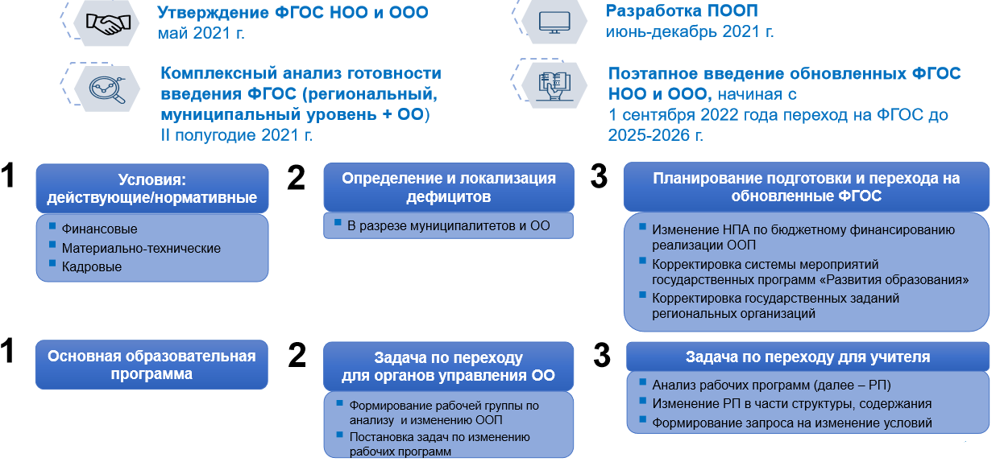 Утверждение ФГОС НОО и ООО
май 2021 г.
Разработка ПООП
июнь-декабрь 2021 г.
Комплексный анализ готовности
введения ФГОС (региональный,
муниципальный уровень + ОО)
II полугодие 2021 г.
Поэтапное введение обновленных ФГОС
НОО и ООО, начиная с
1 сентября 2022 года переход на ФГОС до
2025-2026 г.
1
Условия:
действующие/нормативные
Финансовые
Материально-технические
Кадровые
2
Определение и локализация
дефицитов
В разрезе муниципалитетов и ОО
3
Планирование подготовки и перехода на
обновленные ФГОС
Изменение НПА по бюджетному финансированию
реализации ООП
Корректировка системы мероприятий
государственных программ «Развития образования»
Корректировка государственных заданий
региональных организаций
1
Основная образовательная
программа
2
Задача по переходу
для органов управления ОО
Формирование рабочей группы по
анализу и изменению ООП
Постановка задач по изменению
рабочих программ
3
Задача по переходу для учителя
Анализ рабочих программ (далее – РП)
Изменение РП в части структуры, содержания
Формирование запроса на изменение условий